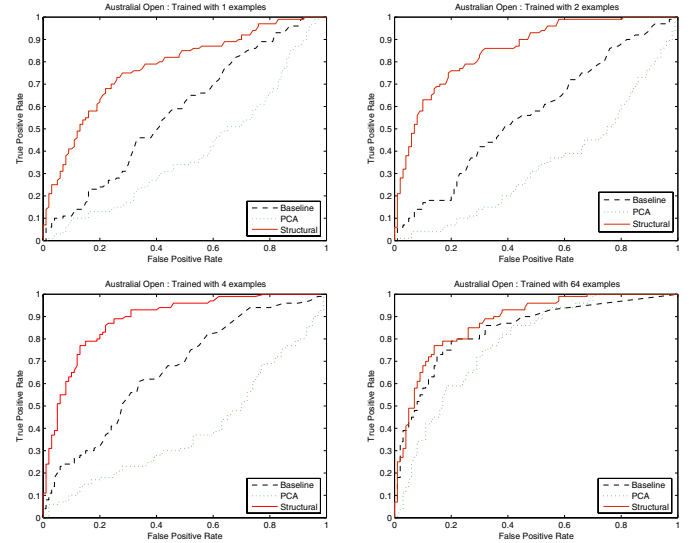 Australian Open : Trained with 1 examples
True Positive Rate
1
0.9
0.8
0.7
0.6
0.5
0.4
0.3
0.2
0.1
0
0
0.2
0.4
0.6
0.8
1
False Positive Rate
Baseline
PCA
Structural
Australian Open : Trained with 2 examples
True Positive Rate
1
0.9
0.8
0.7
0.6
0.5
0.4
0.3
0.2
0.1
0
0
0.2
0.4
0.6
0.8
1
False Positive Rate
Baseline
PCA
Structural
Australian Open : Trained with 4 examples
True Positive Rate
1
0.9
0.8
0.7
0.6
0.5
0.4
0.3
0.2
0.1
0
0
0.2
0.4
0.6
0.8
1
False Positive Rate
Baseline
PCA
Structural
Australian Open : Trained with 64 examples
True Positive Rate
1
0.9
0.8
0.7
0.6
0.5
0.4
0.3
0.2
0.1
0
0
0.2
0.4
0.6
0.8
1
False Positive Rate
Baseline
PCA
Structural